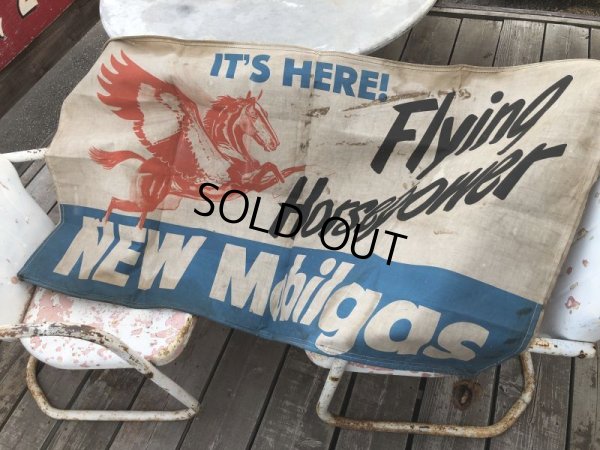 IT'S HERE!
Flying
Horsepower
SOLD OUT
NEW Mobilgas